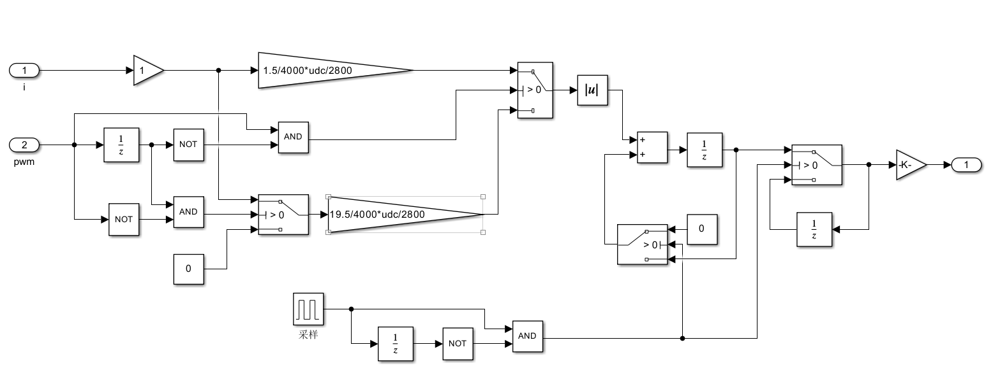 1
i
1
1.5/4000*udc/2800
> 0
|u|
2
pwm
1
z
NOT
AND
+
+
1
z
> 0
-K-
1
NOT
AND
> 0
19.5/4000*udc/2800
0
> 0
1
z
0
采样
1
z
NOT
AND